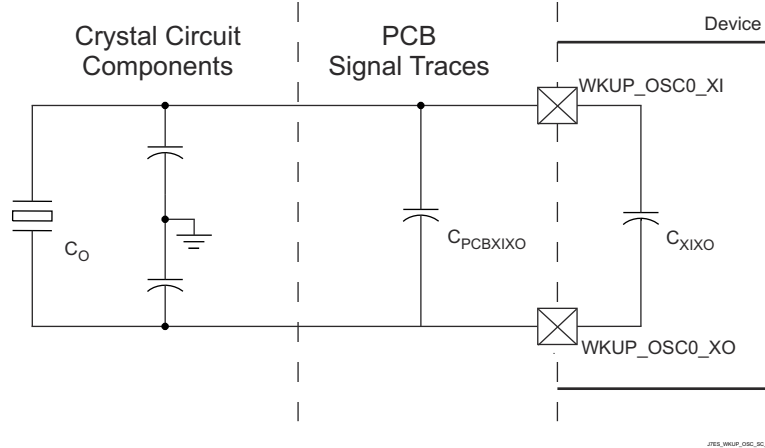 Crystal Circuit
Components
PCB
Signal Traces
Device
WKUP_OSC0_XI
CO
CPCBXIXO
CXIXO
WKUP_OSC0_XO